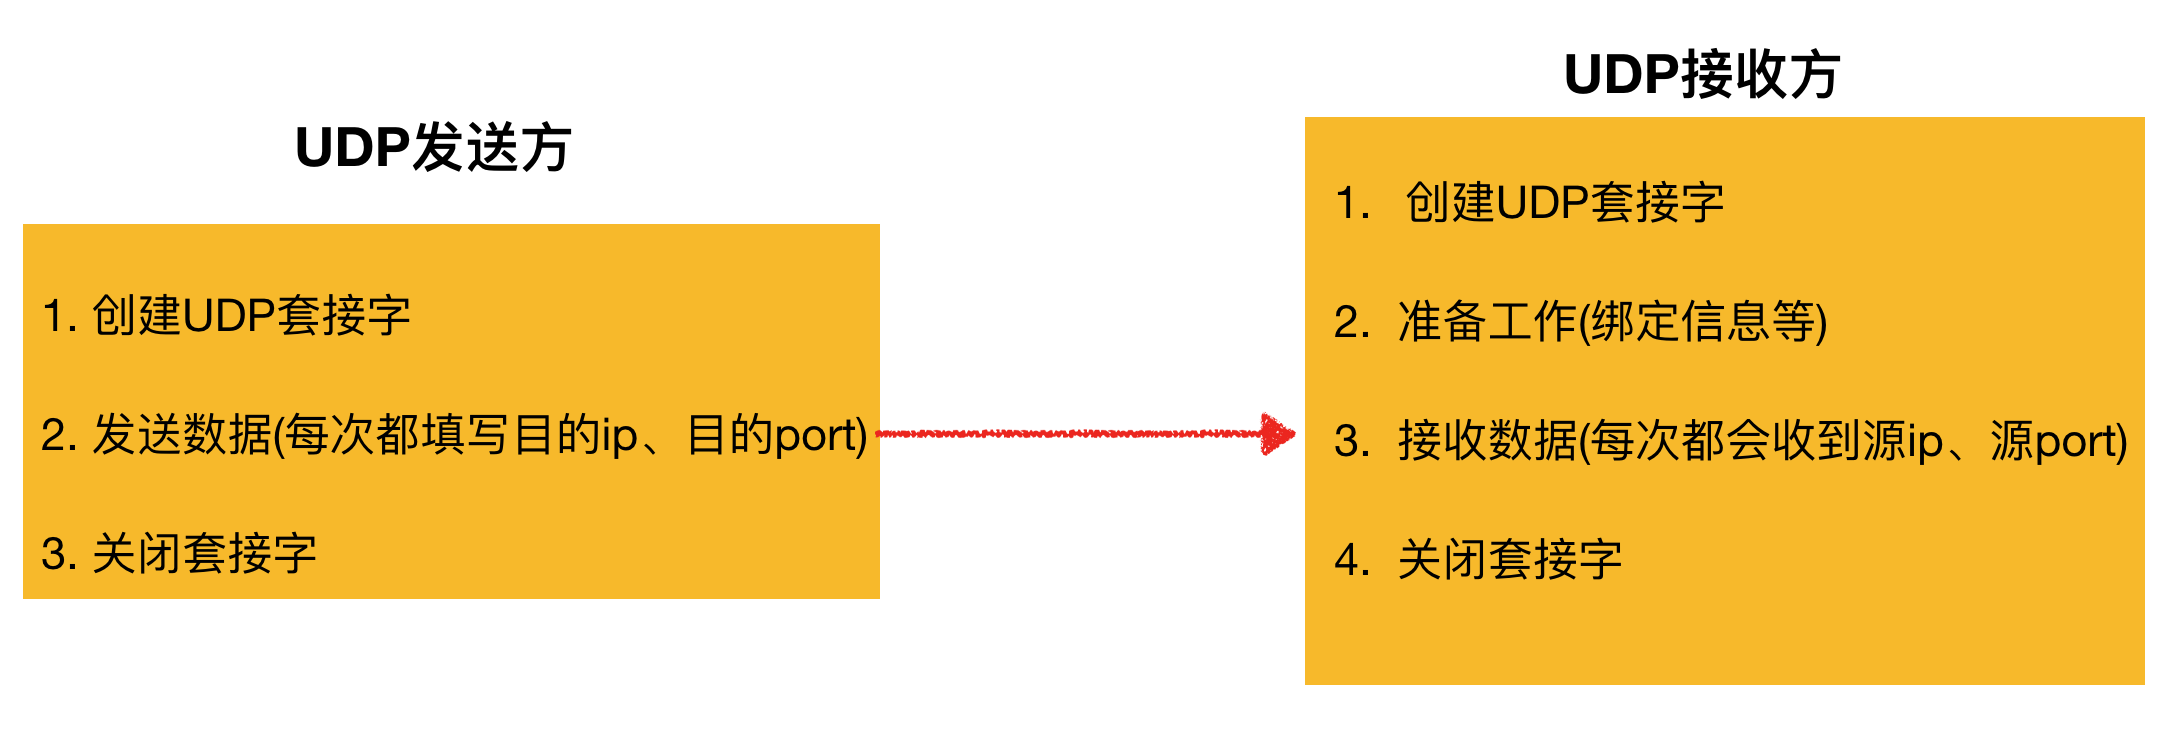 UDP发送方
1. 创建UDP套接字
2. 发送数据(每次都填写目的ip、目的port)
3. 关闭套接字
UDP接收方
1. 创建UDP套接字
2. 准备工作(绑定信息等)
3. 接收数据(每次都会收到源ip、源port)
4. 关闭套接字